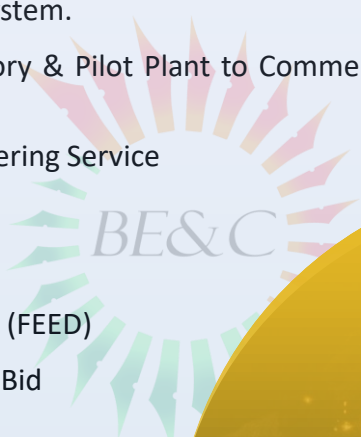 stem.
ory & Pilot Plant to Comme
ering Service
BE&C
(FEED)
Bid